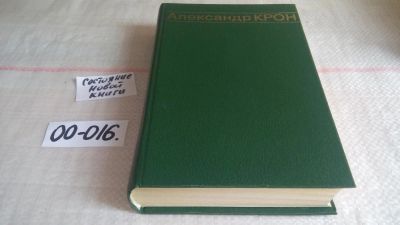 Александр КРОН
Состояние
новой
книги
00-016.